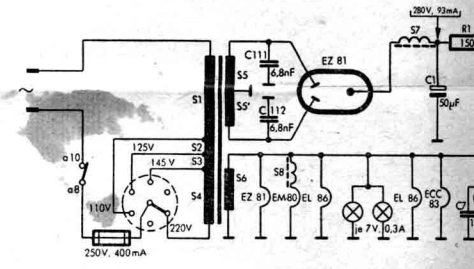 280V, 93mA
S7
R1
150
C111
6,8nF
EZ 81
S5
S1
C1
50µF
S5'
C 112
6,8nF
~
125V
S2
S3
a10
145 V
a8
S4
S6
S8
110V
EZ 81
EM80
EL 86
EL 86
ECC
83
C7
220V
je 7V, 0,3A
250V, 400mA